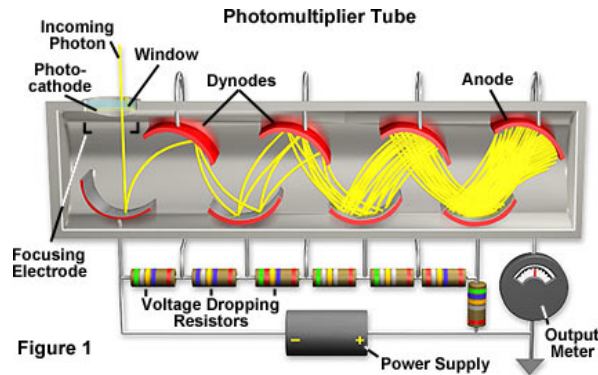 Photomultiplier Tube
Incoming
Photon
Photo-
cathode
Window
Dynodes
Anode
Focusing
Electrode
Voltage Dropping
Resistors
Figure 1
–
+
Power Supply
Output
Meter